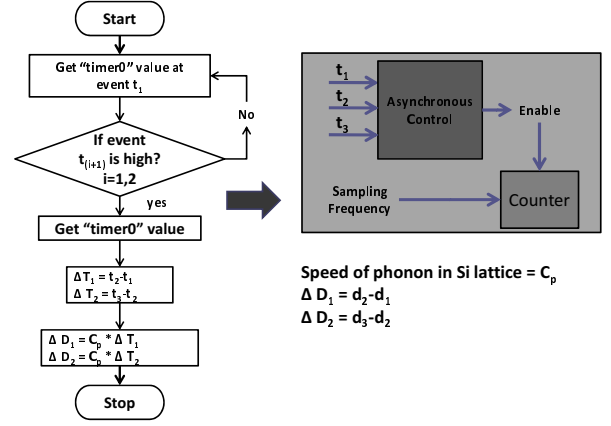 Start
Get “timer0” value at
event t₁
No
If event
t₍ᵢ₊₁₎ is high?
i=1,2
yes
Get “timer0” value
Δ T₁ = t₂-t₁
Δ T₂ = t₃-t₂
Δ D₁ = Cₚ * Δ T₁
Δ D₂ = Cₚ * Δ T₂
Stop
t₁
t₂
t₃
Asynchronous
Control
Enable
Sampling
Frequency
Counter
Speed of phonon in Si lattice = Cₚ
Δ D₁ = d₂-d₁
Δ D₂ = d₃-d₂